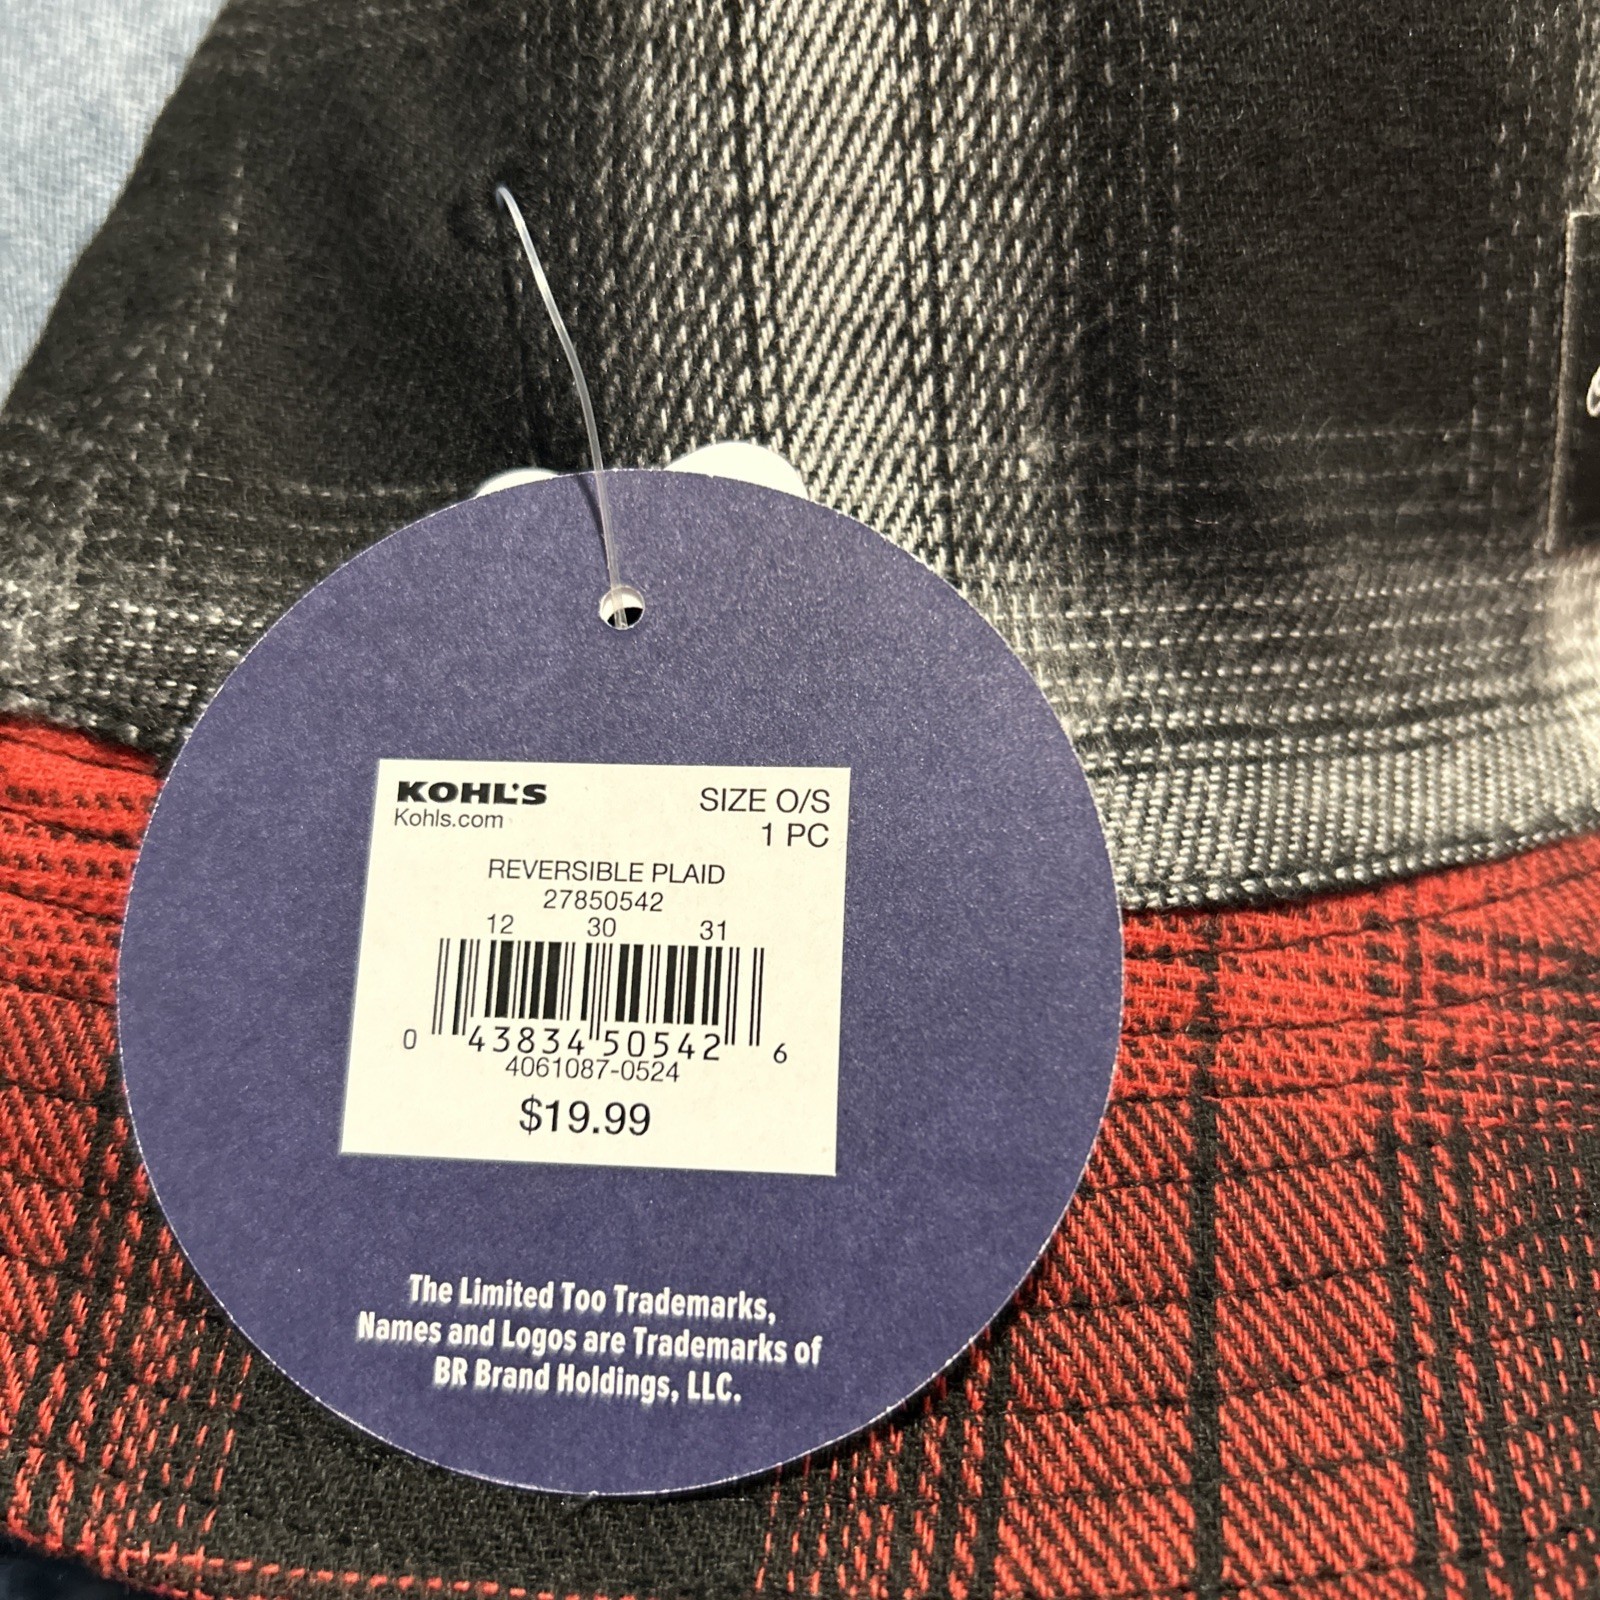 KOHL'S
Kohls.com
SIZE O/S
1 PC
REVERSIBLE PLAID
27850542
12 30 31
0 43834 50542 6
4061087-0524
$19.99
The Limited Too Trademarks,
Names and Logos are Trademarks of
BR Brand Holdings, LLC.